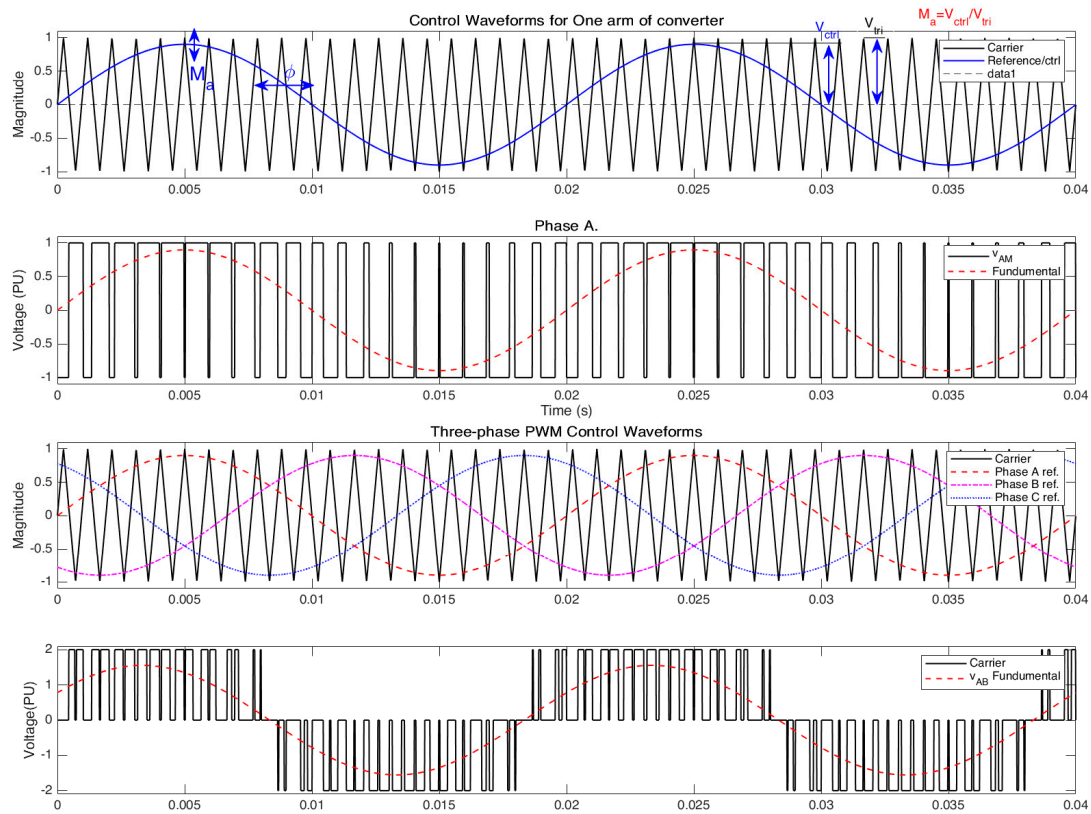 Control Waveforms for One arm of converter
M_a=V_ctrl/V_tri
V_ctrl
V_tri
M_a
ϕ
Carrier
Reference/ctrl
data1
Magnitude
1
0.5
0
-0.5
-1
0 0.005 0.01 0.015 0.02 0.025 0.03 0.035 0.04
Phase A.
v_AM
Fundumental
Voltage (PU)
1
0.5
0
-0.5
-1
0 0.005 0.01 0.015 0.02 0.025 0.03 0.035 0.04
Time (s)
Three-phase PWM Control Waveforms
Carrier
Phase A ref.
Phase B ref.
Phase C ref.
Magnitude
1
0.5
0
-0.5
-1
0 0.005 0.01 0.015 0.02 0.025 0.03 0.035 0.04
Carrier
v_AB Fundumental
Voltage(PU)
2
1
0
-1
-2
0 0.005 0.01 0.015 0.02 0.025 0.03 0.035 0.04